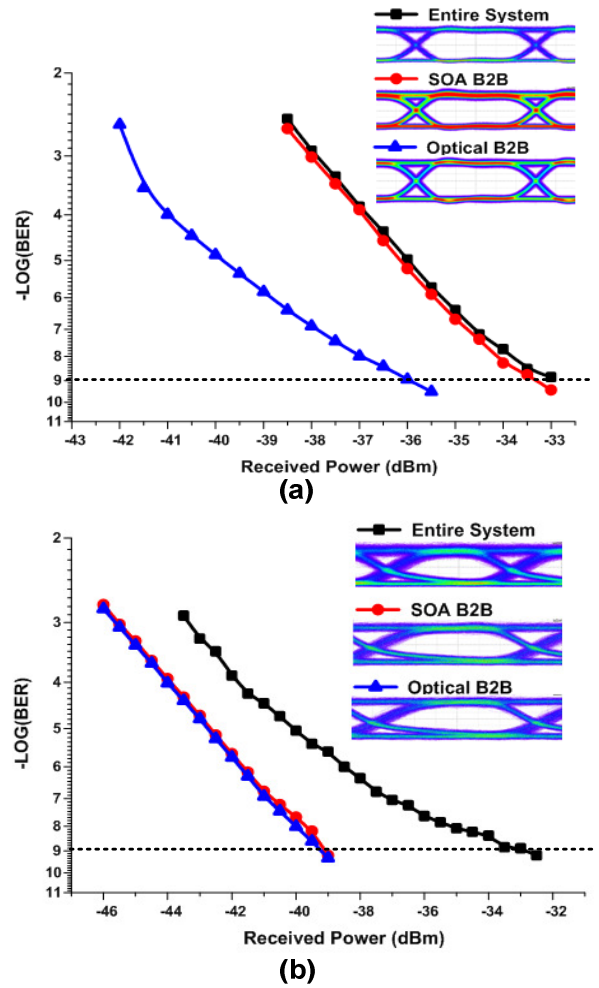 Entire System
SOA B2B
Optical B2B
2
3
4
5
6
7
8
9
10
11
-LOG(BER)
-43 -42 -41 -40 -39 -38 -37 -36 -35 -34 -33 -32
Received Power (dBm)
(a)
Entire System
SOA B2B
Optical B2B
2
3
4
5
6
7
8
9
10
11
-LOG(BER)
-46 -44 -42 -40 -38 -36 -34 -32
Received Power (dBm)
(b)